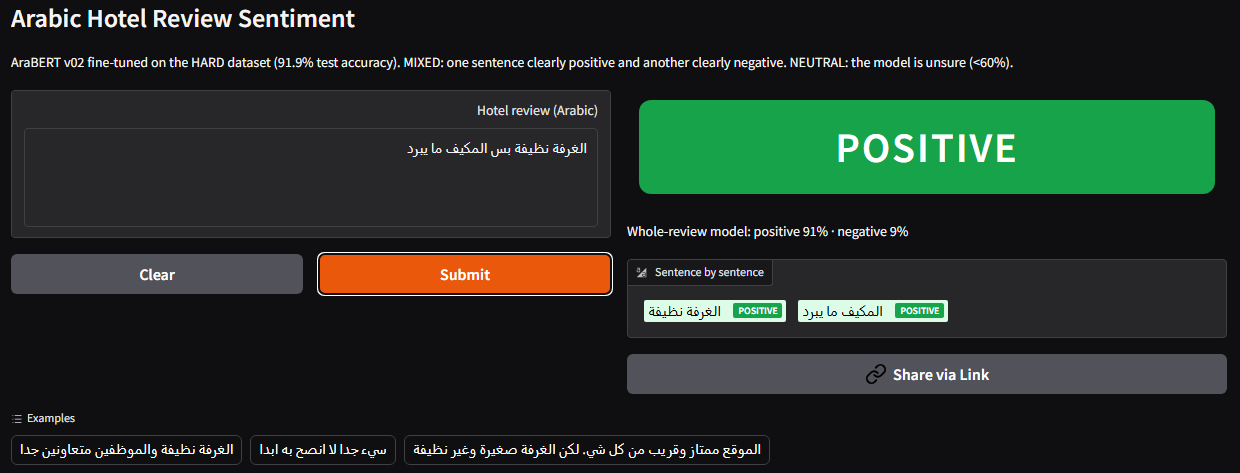 Arabic Hotel Review Sentiment
AraBERT v02 fine-tuned on the HARD dataset (91.9% test accuracy). MIXED: one sentence clearly positive and another clearly negative. NEUTRAL: the model is unsure (<60%).
Hotel review (Arabic)
الغرفة نظيفة بس المكيف ما يبرد
Clear
Submit
POSITIVE
Whole-review model: positive 91% · negative 9%
Sentence by sentence
الغرفة نظيفة POSITIVE المكيف ما يبرد POSITIVE
Share via Link
Examples
الغرفة نظيفة والموظفين متعاونين جدا
سيء جدا لا انصح به ابدا
الموقع ممتاز وقريب من كل شي. لكن الغرفة صغيرة وغير نظيفة